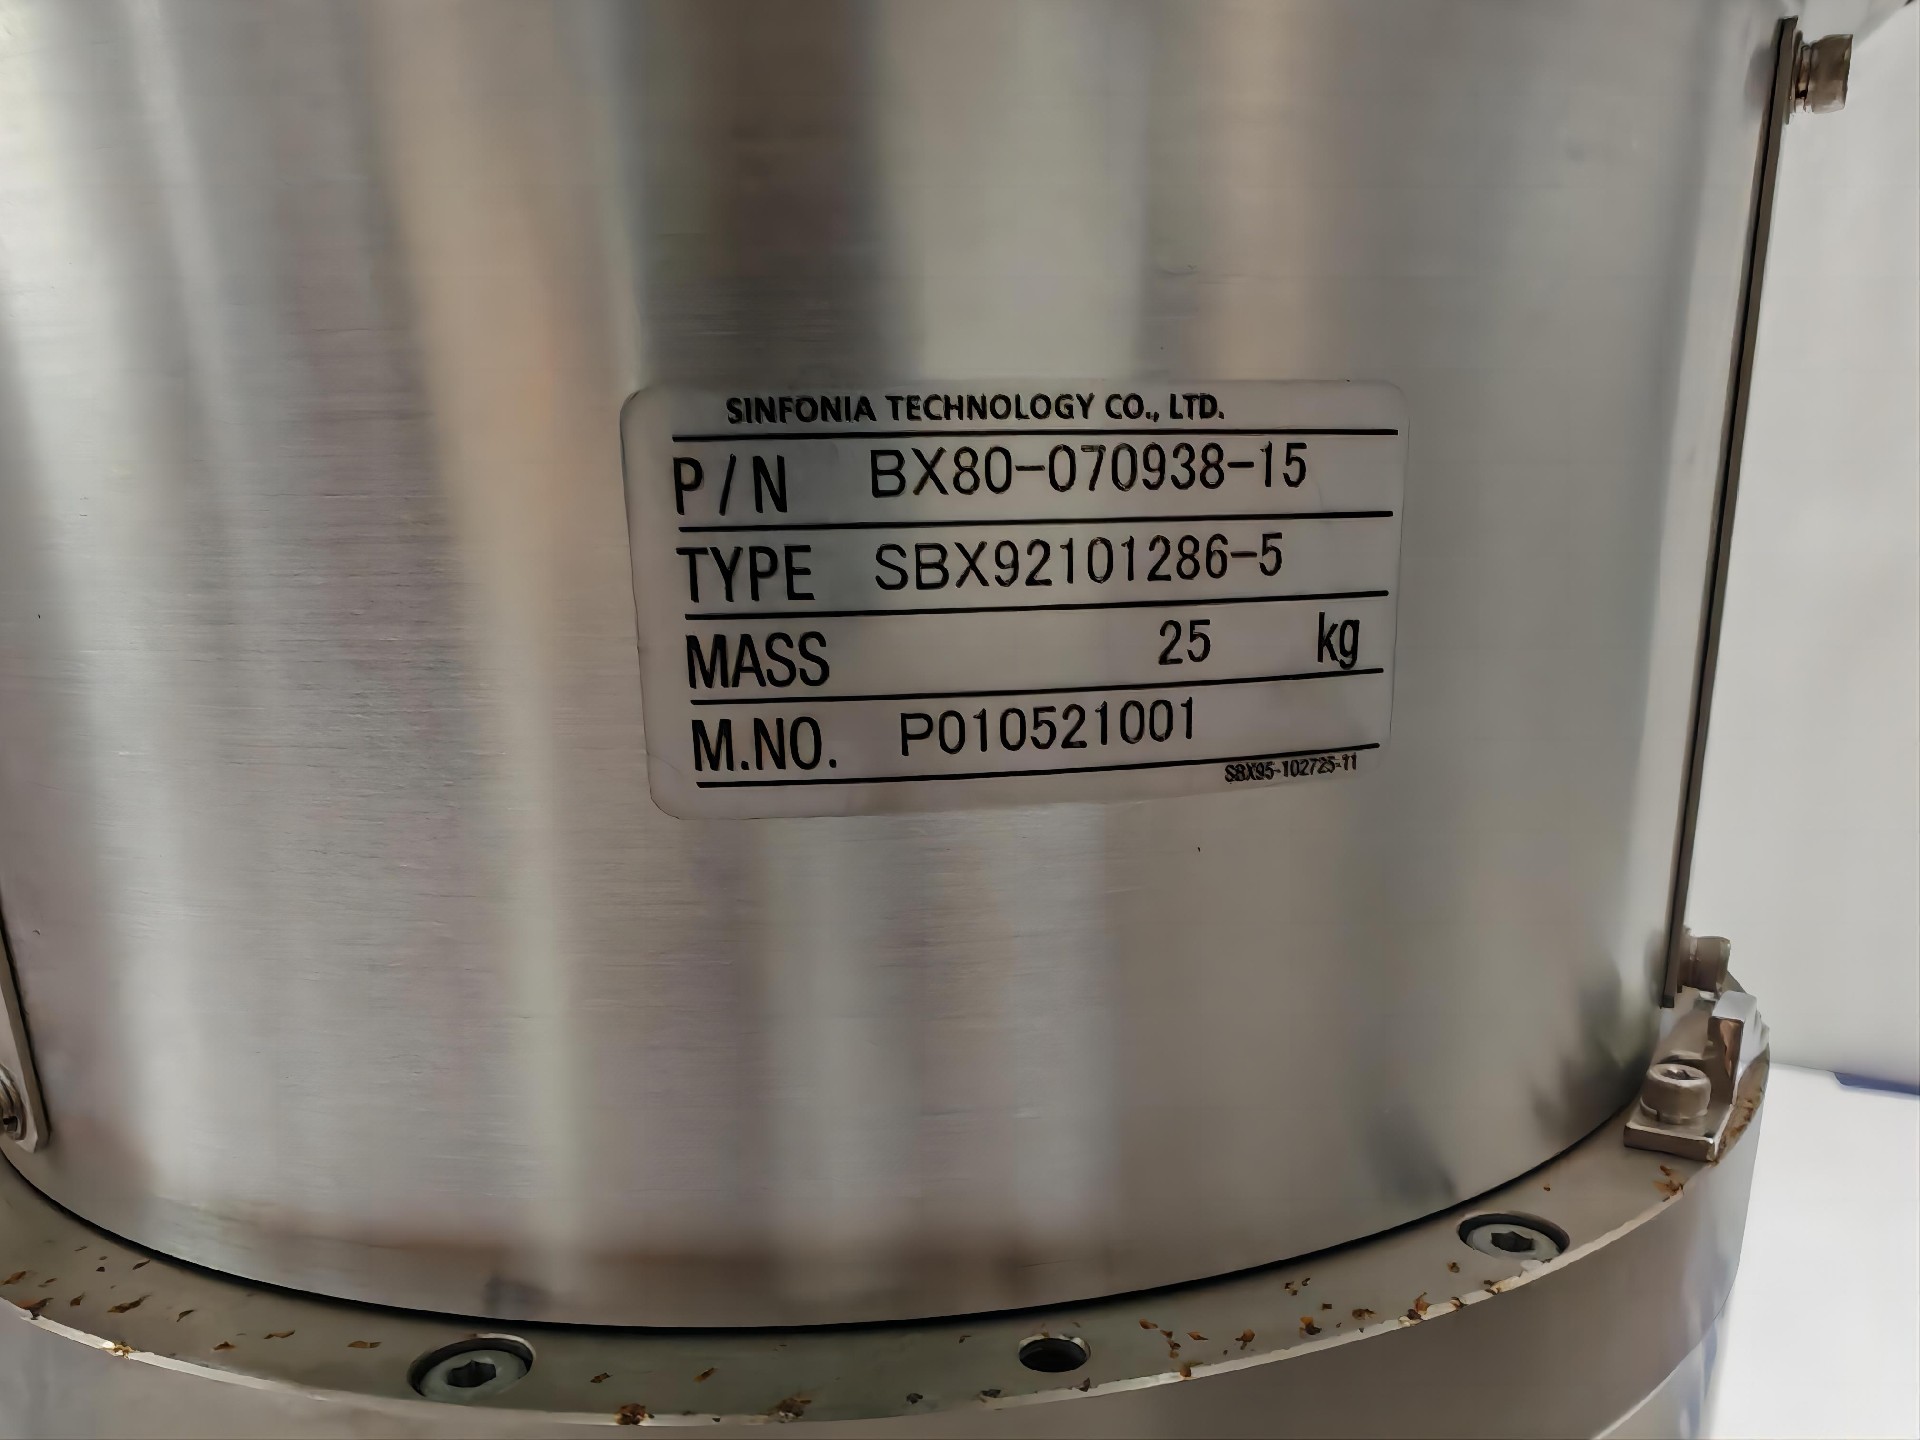 SINFONIA TECHNOLOGY CO., LTD.
P/N BX80-070938-15
TYPE SBX92101286-5
MASS 25 kg
M.NO. P010521001
SBX95-102725-11